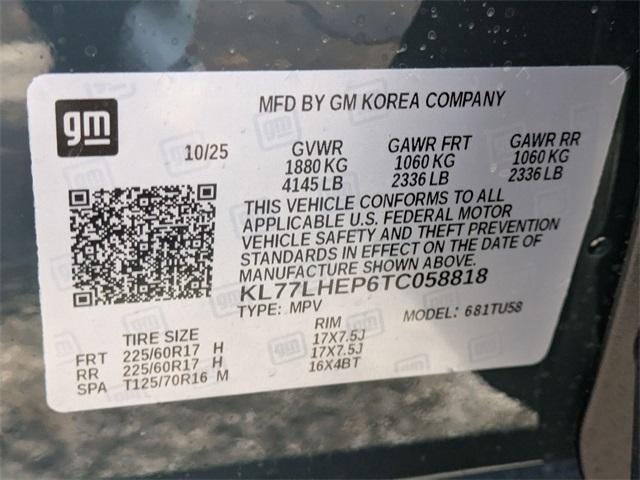 gm
MFD BY GM KOREA COMPANY
10/25
GVWR
1880 KG
4145 LB
GAWR FRT
1060 KG
2336 LB
GAWR RR
1060 KG
2336 LB
THIS VEHICLE CONFORMS TO ALL
APPLICABLE U.S. FEDERAL MOTOR
VEHICLE SAFETY AND THEFT PREVENTION
STANDARDS IN EFFECT ON THE DATE OF
MANUFACTURE SHOWN ABOVE.
KL77LHEP6TC058818
TYPE: MPV
MODEL: 681TU58
TIRE SIZE
RIM
FRT 225/60R17 H 17X7.5J
RR 225/60R17 H 17X7.5J
SPA T125/70R16 M 16X4BT